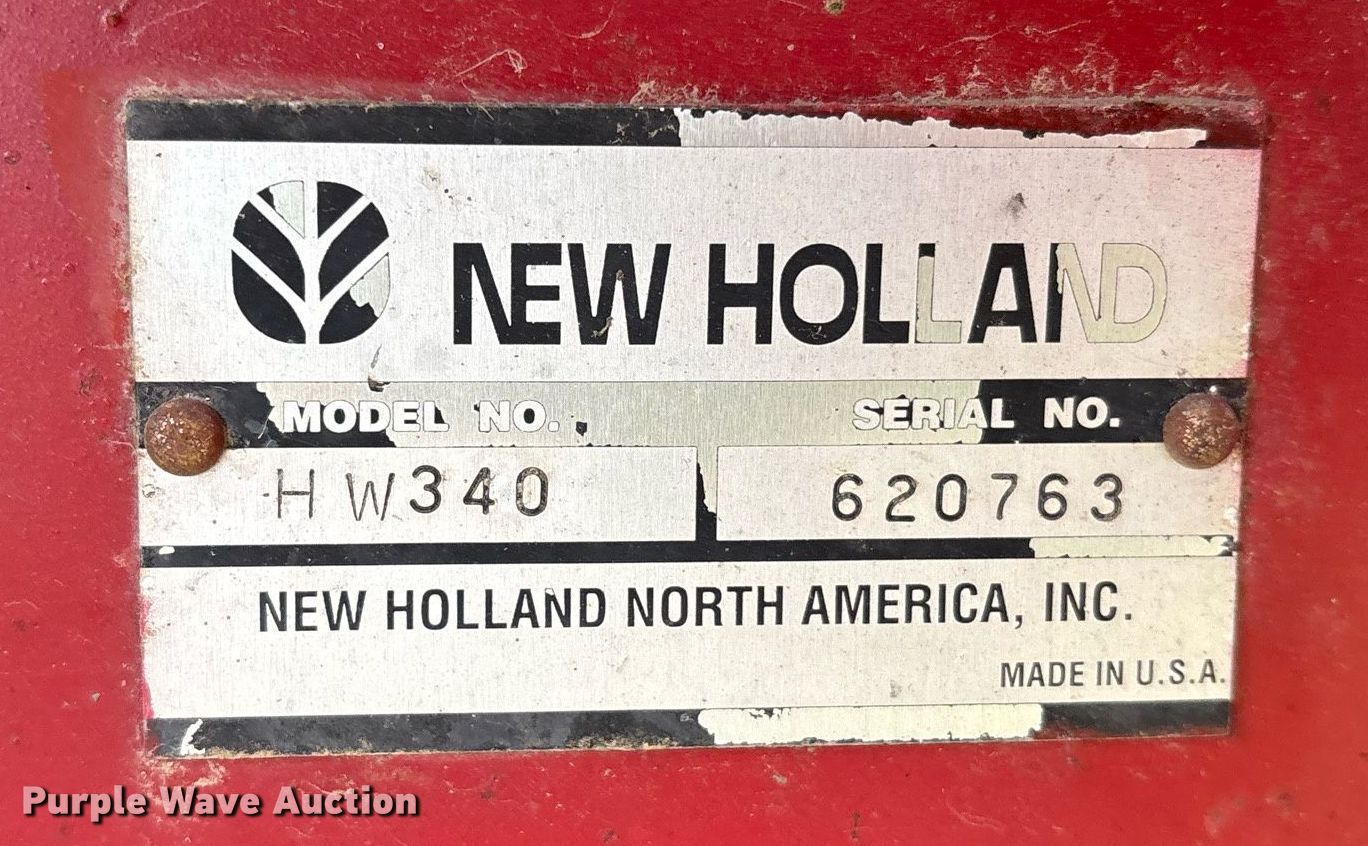 NEW HOLLAND
MODEL NO. SERIAL NO.
HW340 620763
NEW HOLLAND NORTH AMERICA, INC.
MADE IN U.S.A.
Purple Wave Auction